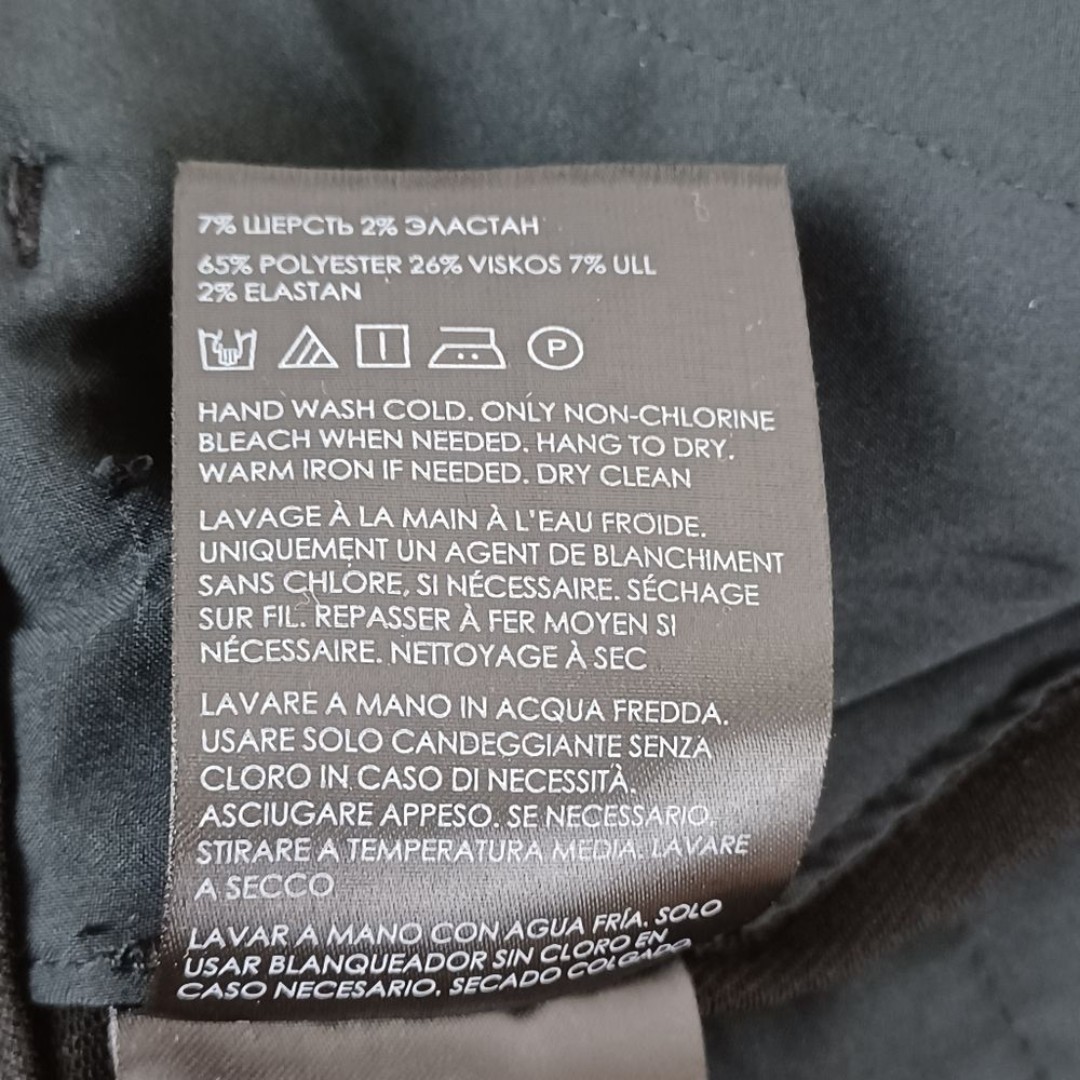 7% ШЕРСТЬ 2% ЭЛАСТАН
65% POLYESTER 26% VISKOS 7% ULL
2% ELASTAN
P
HAND WASH COLD. ONLY NON-CHLORINE
BLEACH WHEN NEEDED. HANG TO DRY.
WARM IRON IF NEEDED. DRY CLEAN
LAVAGE À LA MAIN À L'EAU FROIDE.
UNIQUEMENT UN AGENT DE BLANCHIMENT
SANS CHLORE, SI NÉCESSAIRE. SÉCHAGE
SUR FIL. REPASSER À FER MOYEN SI
NÉCESSAIRE. NETTOYAGE À SEC
LAVARE A MANO IN ACQUA FREDDA.
USARE SOLO CANDEGGIANTE SENZA
CLORO IN CASO DI NECESSITÀ.
ASCIUGARE APPESO. SE NECESSARIO,
STIRARE A TEMPERATURA MEDIA. LAVARE
A SECCO
LAVAR A MANO CON AGUA FRÍA. SOLO
USAR BLANQUEADOR SIN CLORO EN
CASO NECESARIO. SECADO COLGADO